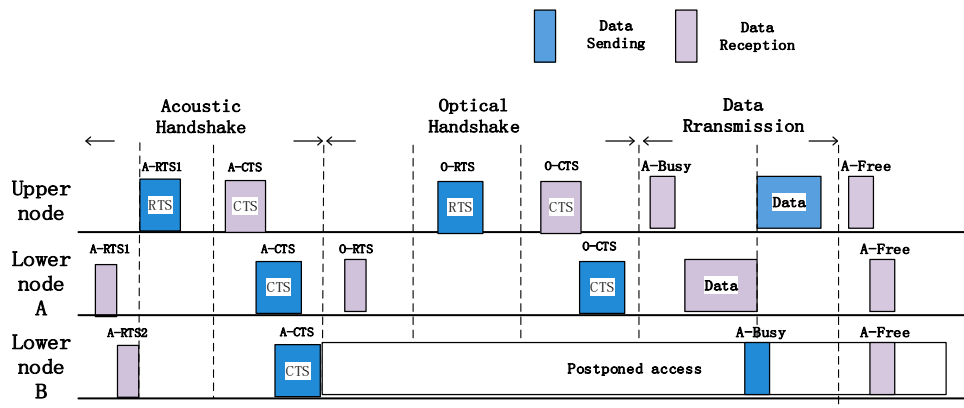 Data
Sending
Data
Reception
Acoustic
Handshake
Optical
Handshake
Data
Rransmission
A-RTS1
A-CTS
O-RTS
O-CTS
A-Busy
A-Free
Upper
node
RTS
CTS
RTS
CTS
Data
A-RTS1
A-CTS
O-RTS
O-CTS
A-Free
Lower
node
A
CTS
CTS
Data
A-RTS2
A-CTS
A-Busy
A-Free
Lower
node
B
CTS
Postponed access